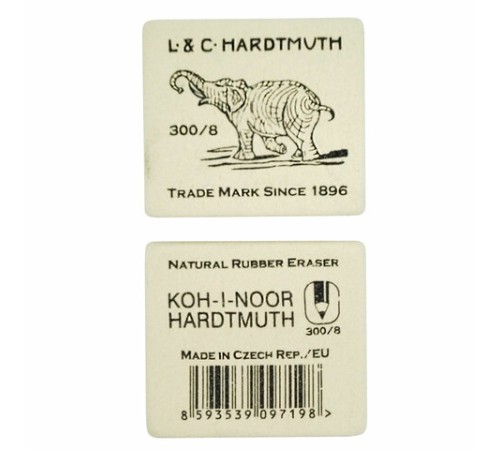 L. & C. HARDTMUTH
300/8
TRADE MARK SINCE 1896
NATURAL RUBBER ERASER
KOH-I-NOOR
HARDTMUTH
300/8
MADE IN CZECH REP./EU
8 593539 097198 >